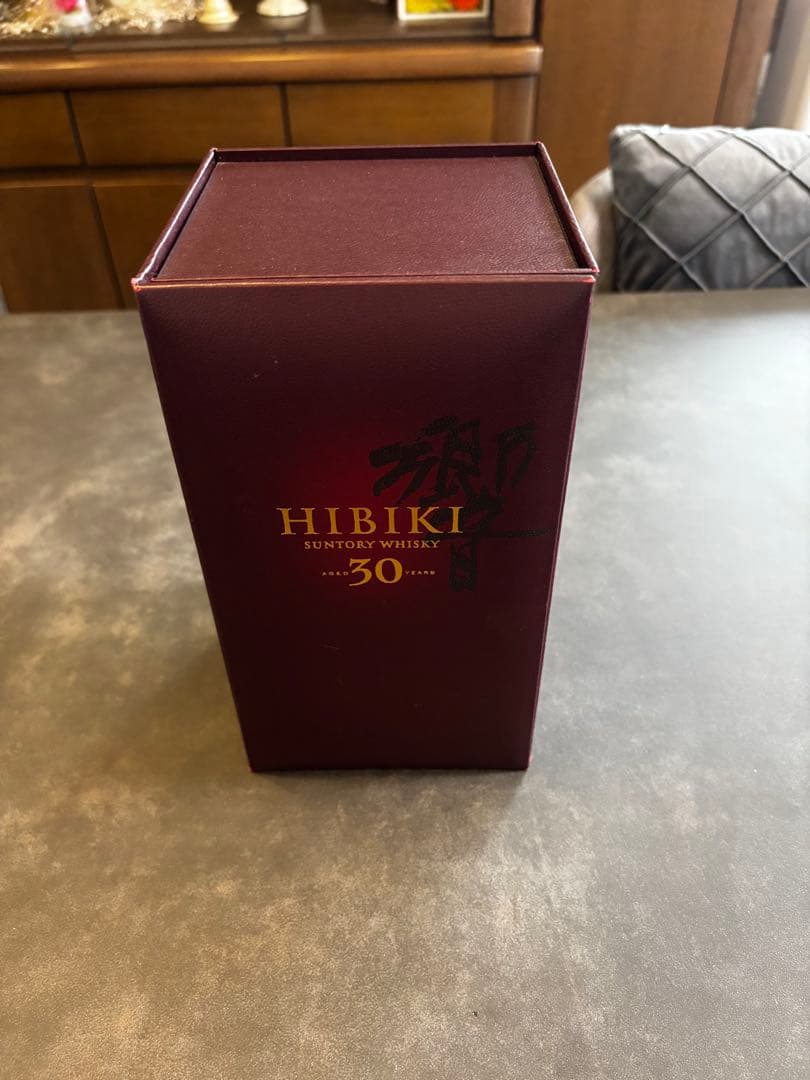 響
HIBIKI
SUNTORY WHISKY
AGED 30 YEARS